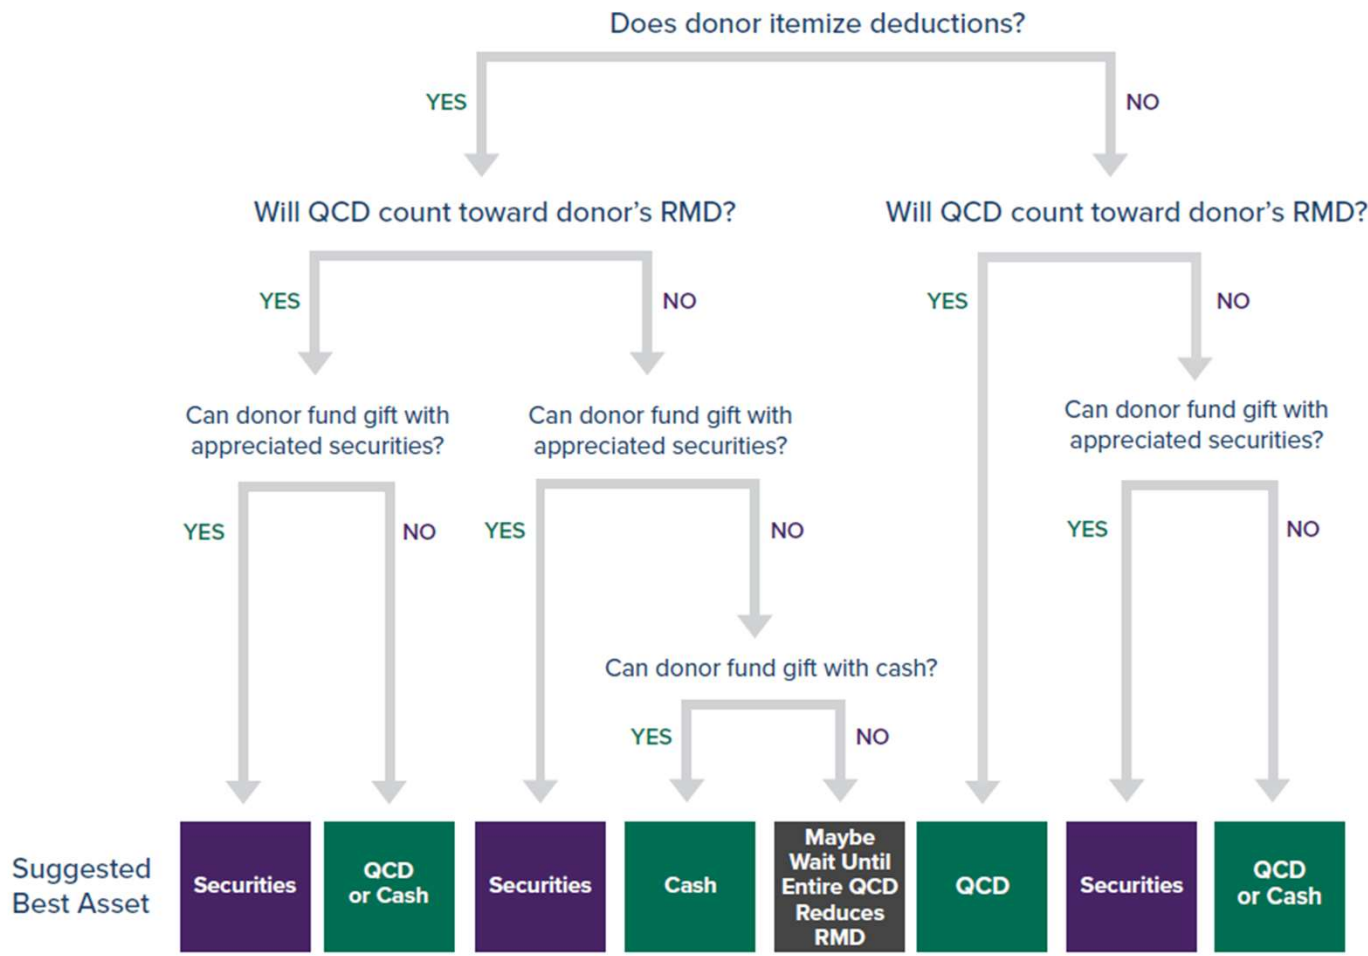 Does donor itemize deductions?
YES
NO
Will QCD count toward donor’s RMD?
Will QCD count toward donor’s RMD?
YES
NO
YES
NO
Can donor fund gift with
appreciated securities?
Can donor fund gift with
appreciated securities?
Can donor fund gift with
appreciated securities?
YES
NO
YES
NO
YES
NO
Can donor fund gift with cash?
YES
NO
Suggested
Best Asset
Securities
QCD
or Cash
Securities
Cash
Maybe
Wait Until
Entire QCD
Reduces
RMD
QCD
Securities
QCD
or Cash